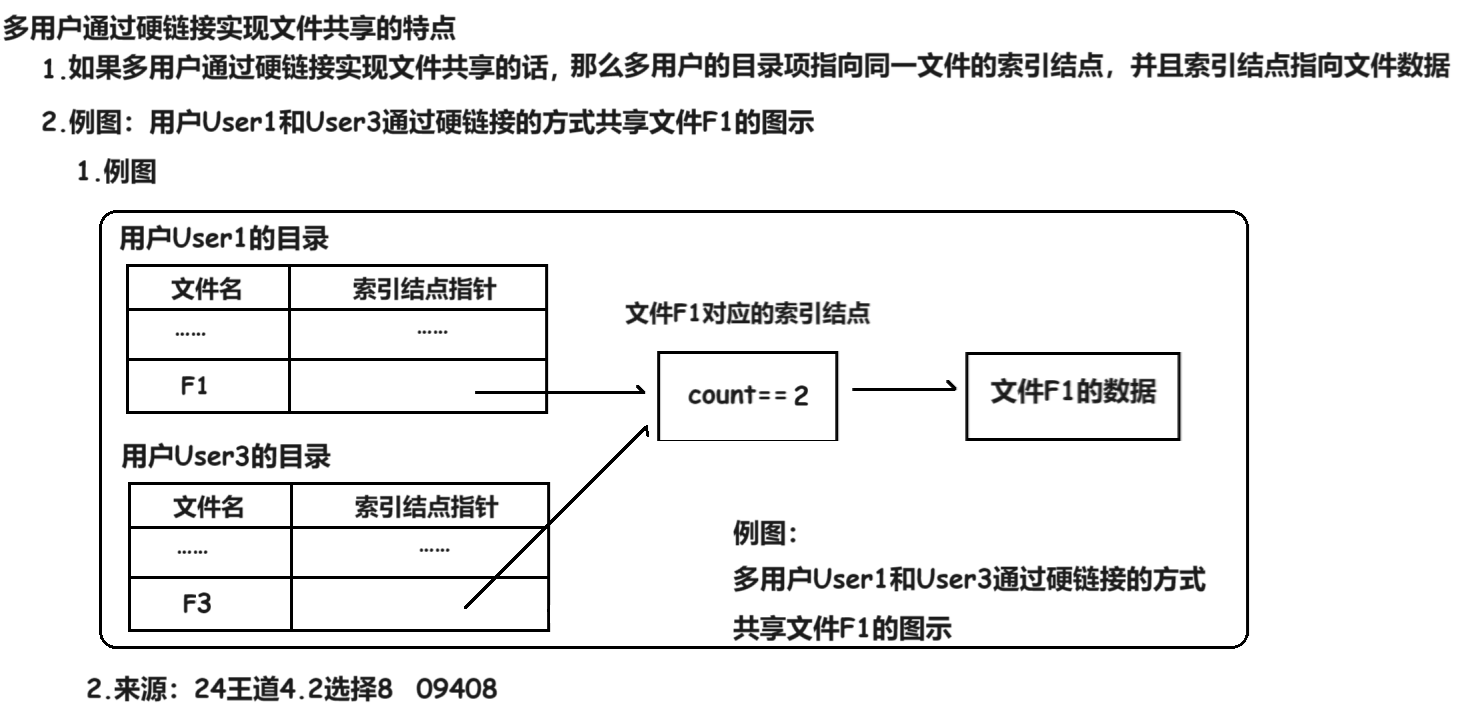 多用户通过硬链接实现文件共享的特点
1.如果多用户通过硬链接实现文件共享的话，那么多用户的目录项指向同一文件的索引结点，并且索引结点指向文件数据
2.例图：用户User1和User3通过硬链接的方式共享文件F1的图示
1.例图
用户User1的目录
文件名 索引结点指针
…… ……
F1
文件F1对应的索引结点
count== 2
文件F1的数据
用户User3的目录
文件名 索引结点指针
…… ……
F3
例图：
多用户User1和User3通过硬链接的方式
共享文件F1的图示
2.来源：24王道4.2选择8 09408